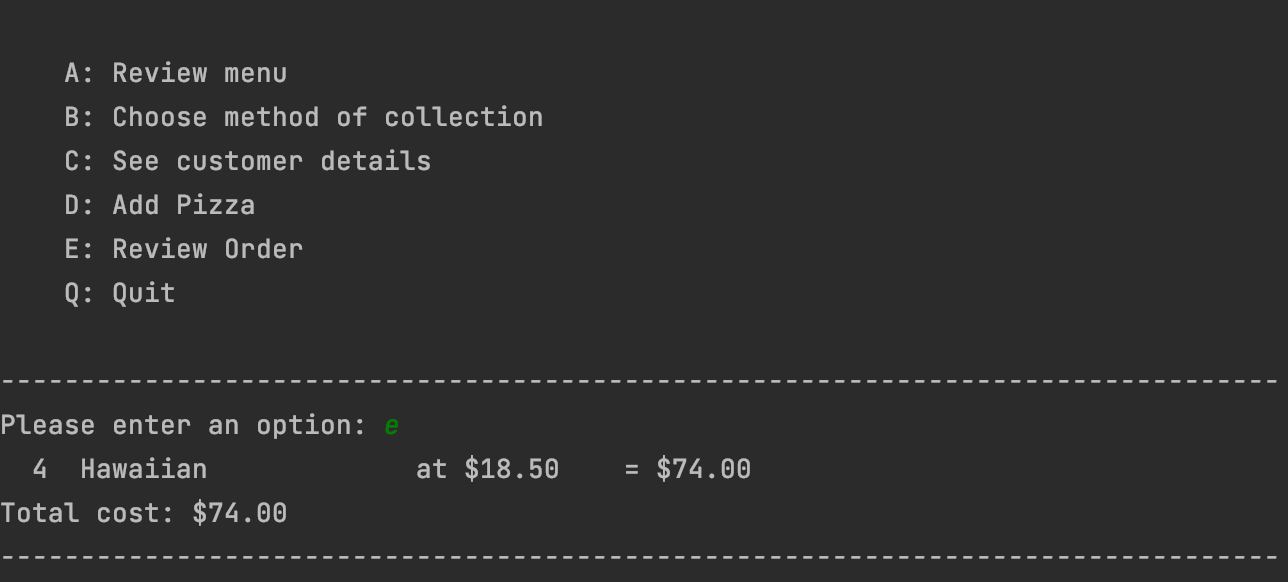 A: Review menu
B: Choose method of collection
C: See customer details
D: Add Pizza
E: Review Order
Q: Quit
--------------------------------------------------------------------------------
Please enter an option: e
4  Hawaiian             at $18.50    = $74.00
Total cost: $74.00
--------------------------------------------------------------------------------